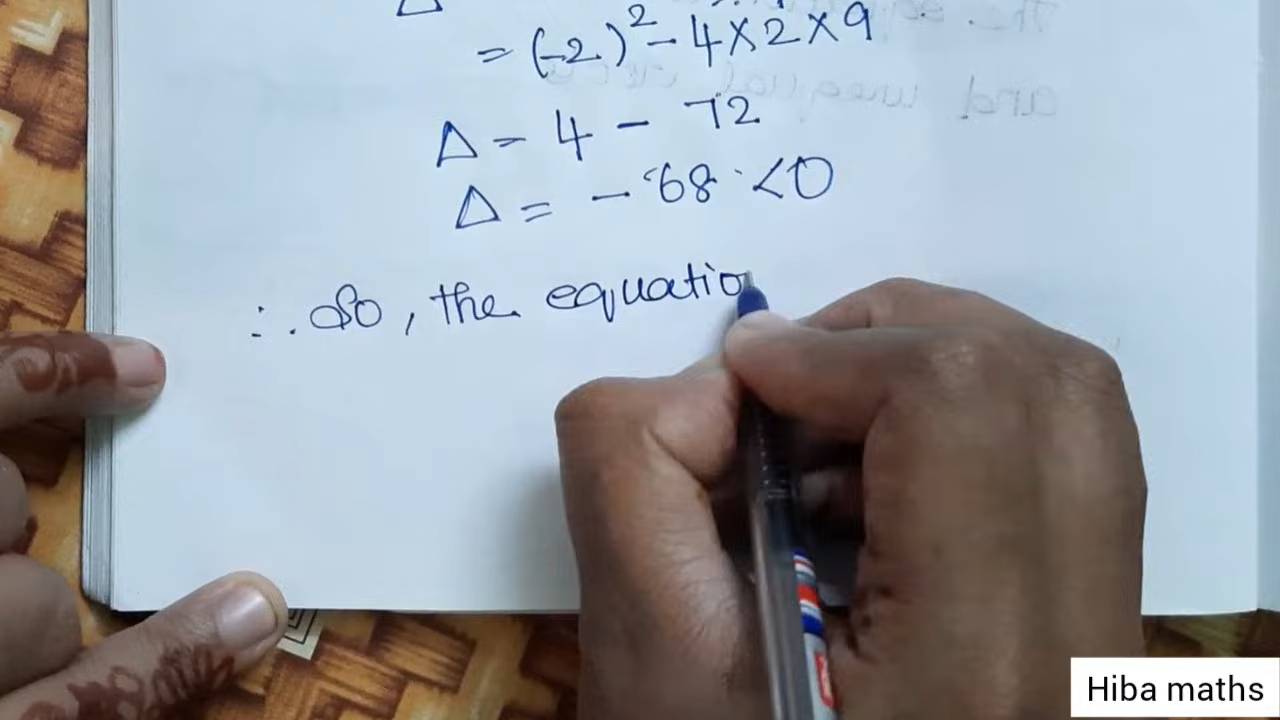 Δ
= (-2)² - 4×2×9
Δ = 4 - 72
Δ = - 68 <0
∴ So, the equatio
Hiba maths